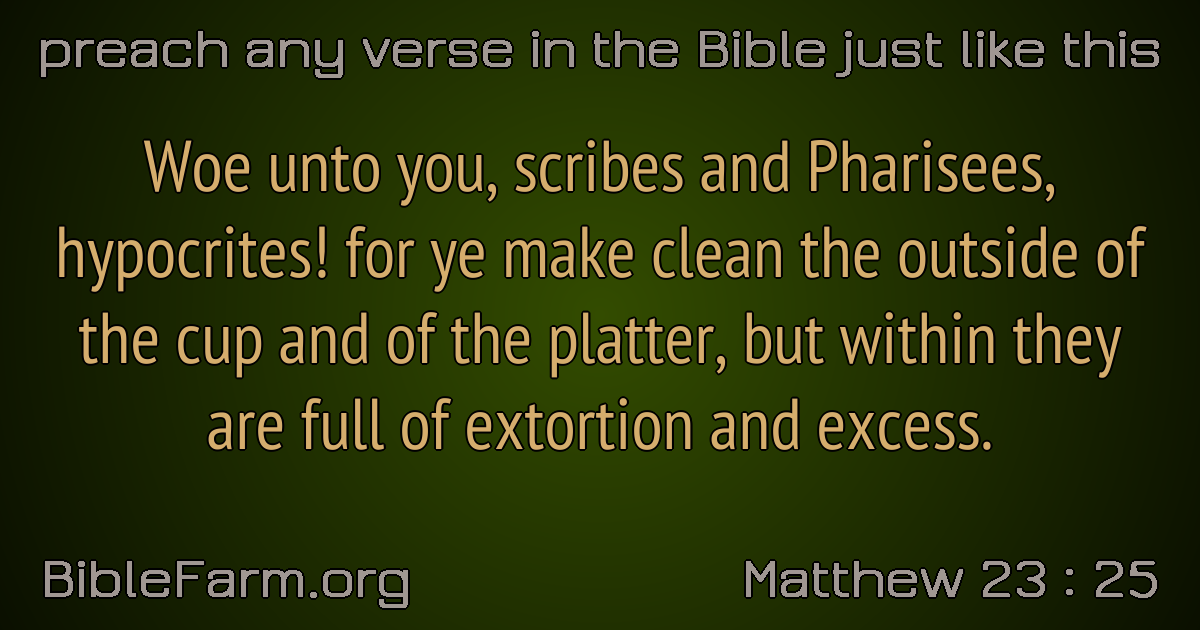 preach any verse in the Bible just like this
Woe unto you, scribes and Pharisees,
hypocrites! for ye make clean the outside of
the cup and of the platter, but within they
are full of extortion and excess.
BibleFarm.org
Matthew 23 : 25